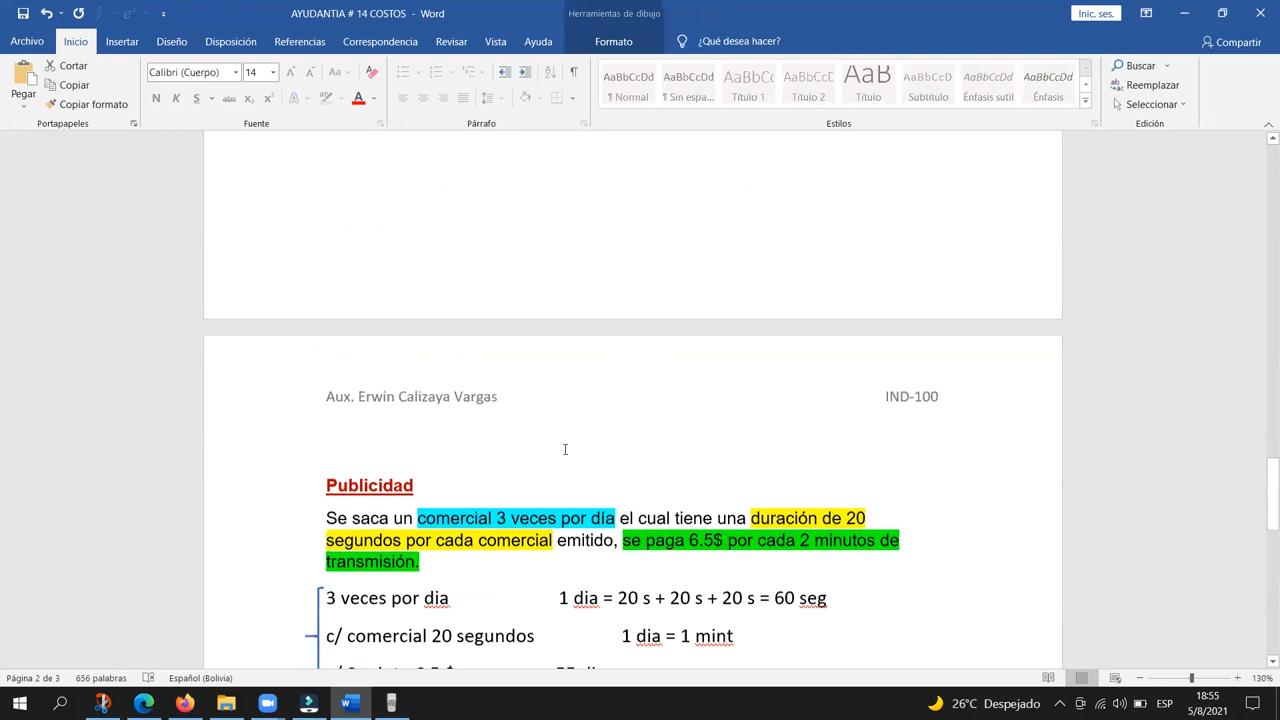 AYUDANTIA # 14 COSTOS - Word
Herramientas de dibujo
Inic. ses.
Archivo Inicio Insertar Diseño Disposición Referencias Correspondencia Revisar Vista Ayuda Formato ¿Qué desea hacer? Compartir
Pegar
Cortar
Copiar
Copiar formato
Portapapeles
Calibri (Cuerpo) 14
Fuente
Párrafo
AaBbCcDd AaBbCcDd AaBbCc AaBbCcD AaB AaBbCcD AaBbCcDd AaBbCcDd
¶ Normal ¶ Sin espa... Título 1 Título 2 Título Subtítulo Énfasis sutil Énfasis
Estilos
Buscar
Reemplazar
Seleccionar
Edición
Aux. Erwin Calizaya Vargas IND-100
Publicidad
Se saca un comercial 3 veces por día el cual tiene una duración de 20
segundos por cada comercial emitido, se paga 6.5$ por cada 2 minutos de
transmisión.
3 veces por dia 1 dia = 20 s + 20 s + 20 s = 60 seg
c/ comercial 20 segundos 1 dia = 1 mint
Página 2 de 3 656 palabras Español (Bolivia) 130%
26°C Despejado ESP 18:55
5/8/2021